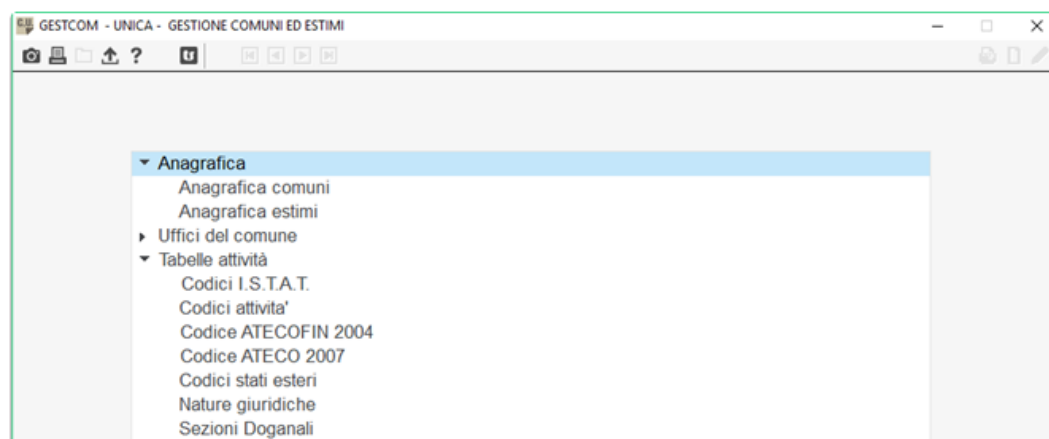 GESTCOM - UNICA - GESTIONE COMUNI ED ESTIMI
?
Anagrafica
Anagrafica comuni
Anagrafica estimi
Uffici del comune
Tabelle attività
Codici I.S.T.A.T.
Codici attivita'
Codice ATECOFIN 2004
Codice ATECO 2007
Codici stati esteri
Nature giuridiche
Sezioni Doganali